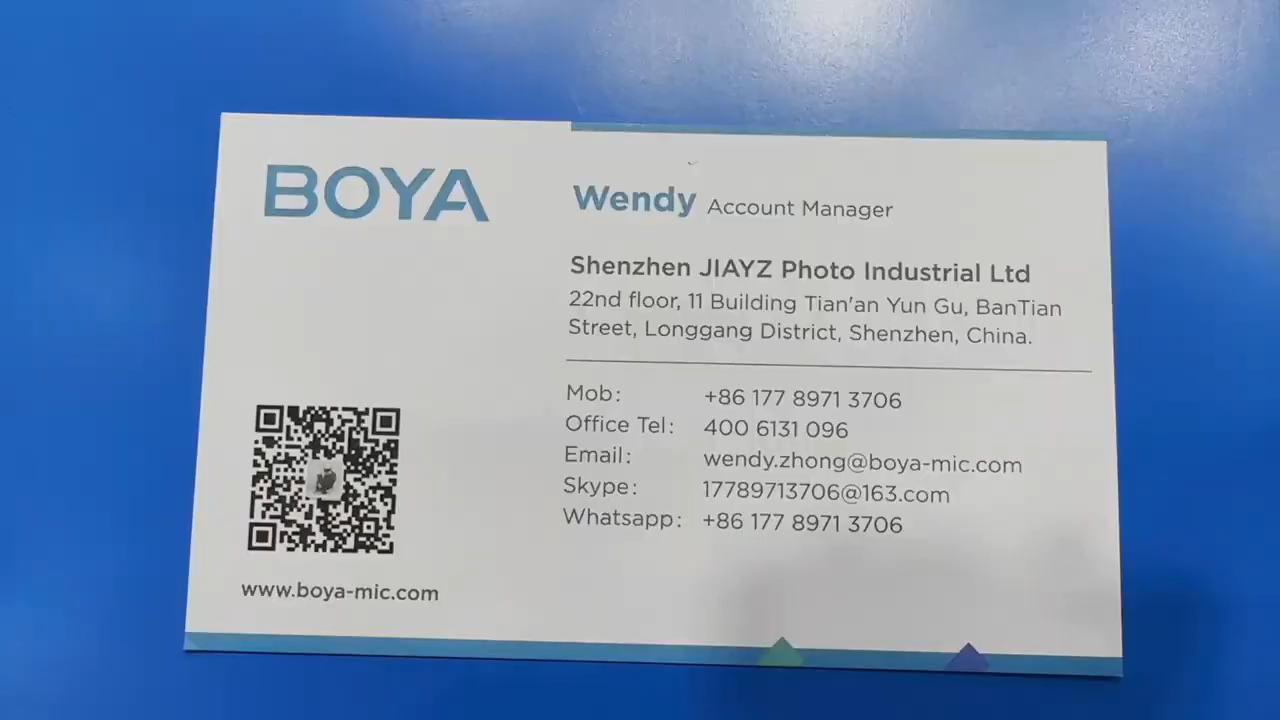 BOYA
Wendy Account Manager
Shenzhen JIAYZ Photo Industrial Ltd
22nd floor, 11 Building Tian'an Yun Gu, BanTian
Street, Longgang District, Shenzhen, China.
Mob: +86 177 8971 3706
Office Tel: 400 6131 096
Email: wendy.zhong@boya-mic.com
Skype: 17789713706@163.com
Whatsapp: +86 177 8971 3706
www.boya-mic.com